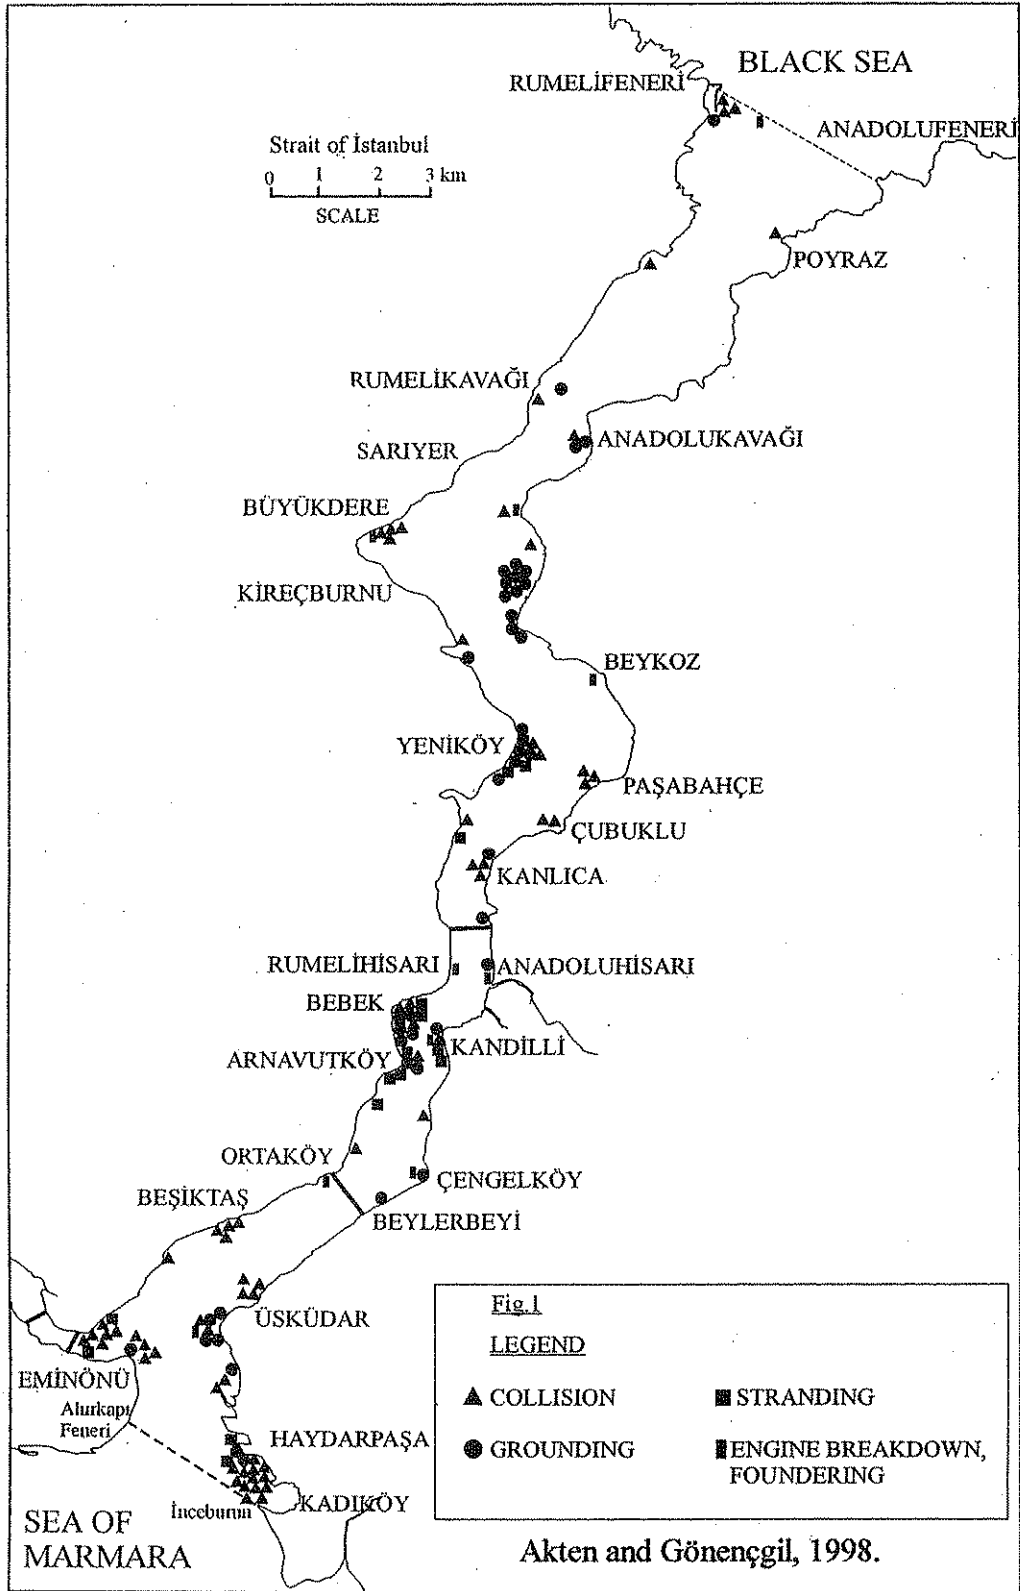 BLACK SEA
RUMELİFENERİ
ANADOLUFENERİ
Strait of İstanbul
0 1 2 3 km
SCALE
POYRAZ
RUMELİKAVAĞI
ANADOLUKAVAĞI
SARIYER
BÜYÜKDERE
KİREÇBURNU
BEYKOZ
YENİKÖY
PAŞABAHÇE
ÇUBUKLU
KANLICA
RUMELİHİSARI
ANADOLUHİSARI
BEBEK
KANDİLLİ
ARNAVUTKÖY
ORTAKÖY
ÇENGELKÖY
BEŞİKTAŞ
BEYLERBEYİ
ÜSKÜDAR
EMİNÖNÜ
Ahırkapı
Feneri
HAYDARPAŞA
KADIKÖY
İnceburun
SEA OF
MARMARA
Fig.1
LEGEND
COLLISION
STRANDING
GROUNDING
ENGINE BREAKDOWN,
FOUNDERING
Akten and Gönençgil, 1998.